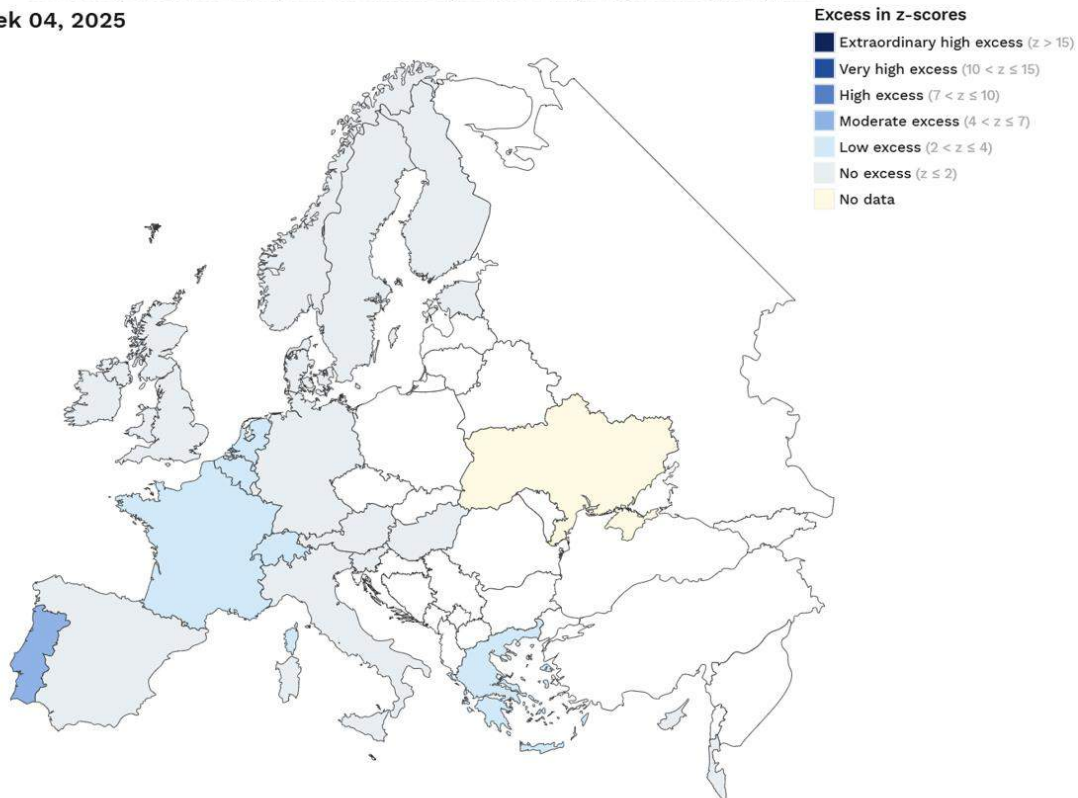 ek 04, 2025
Excess in z-scores
Extraordinary high excess (z > 15)
Very high excess (10 < z ≤ 15)
High excess (7 < z ≤ 10)
Moderate excess (4 < z ≤ 7)
Low excess (2 < z ≤ 4)
No excess (z ≤ 2)
No data